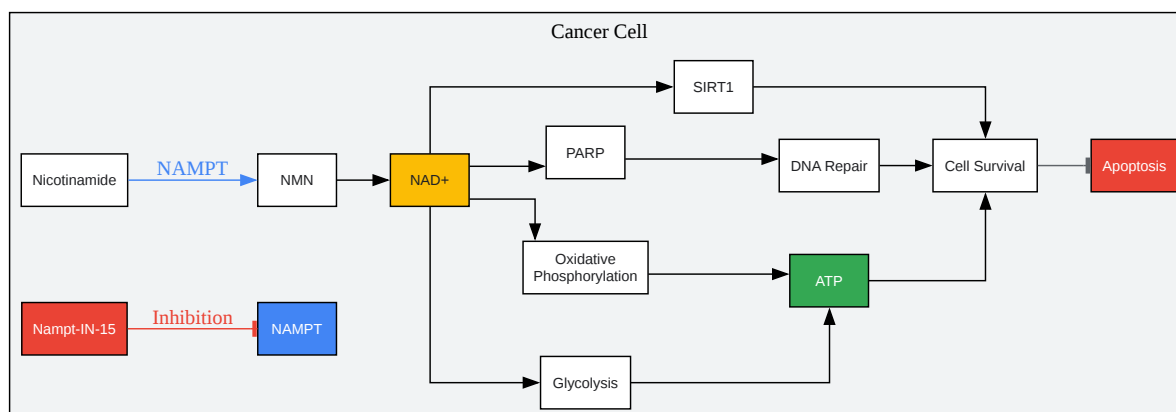 Cancer Cell
SIRT1
PARP
DNA Repair
Cell Survival
Apoptosis
Nicotinamide
NAMPT
NMN
NAD+
Oxidative
Phosphorylation
ATP
Nampt-IN-15
Inhibition
NAMPT
Glycolysis